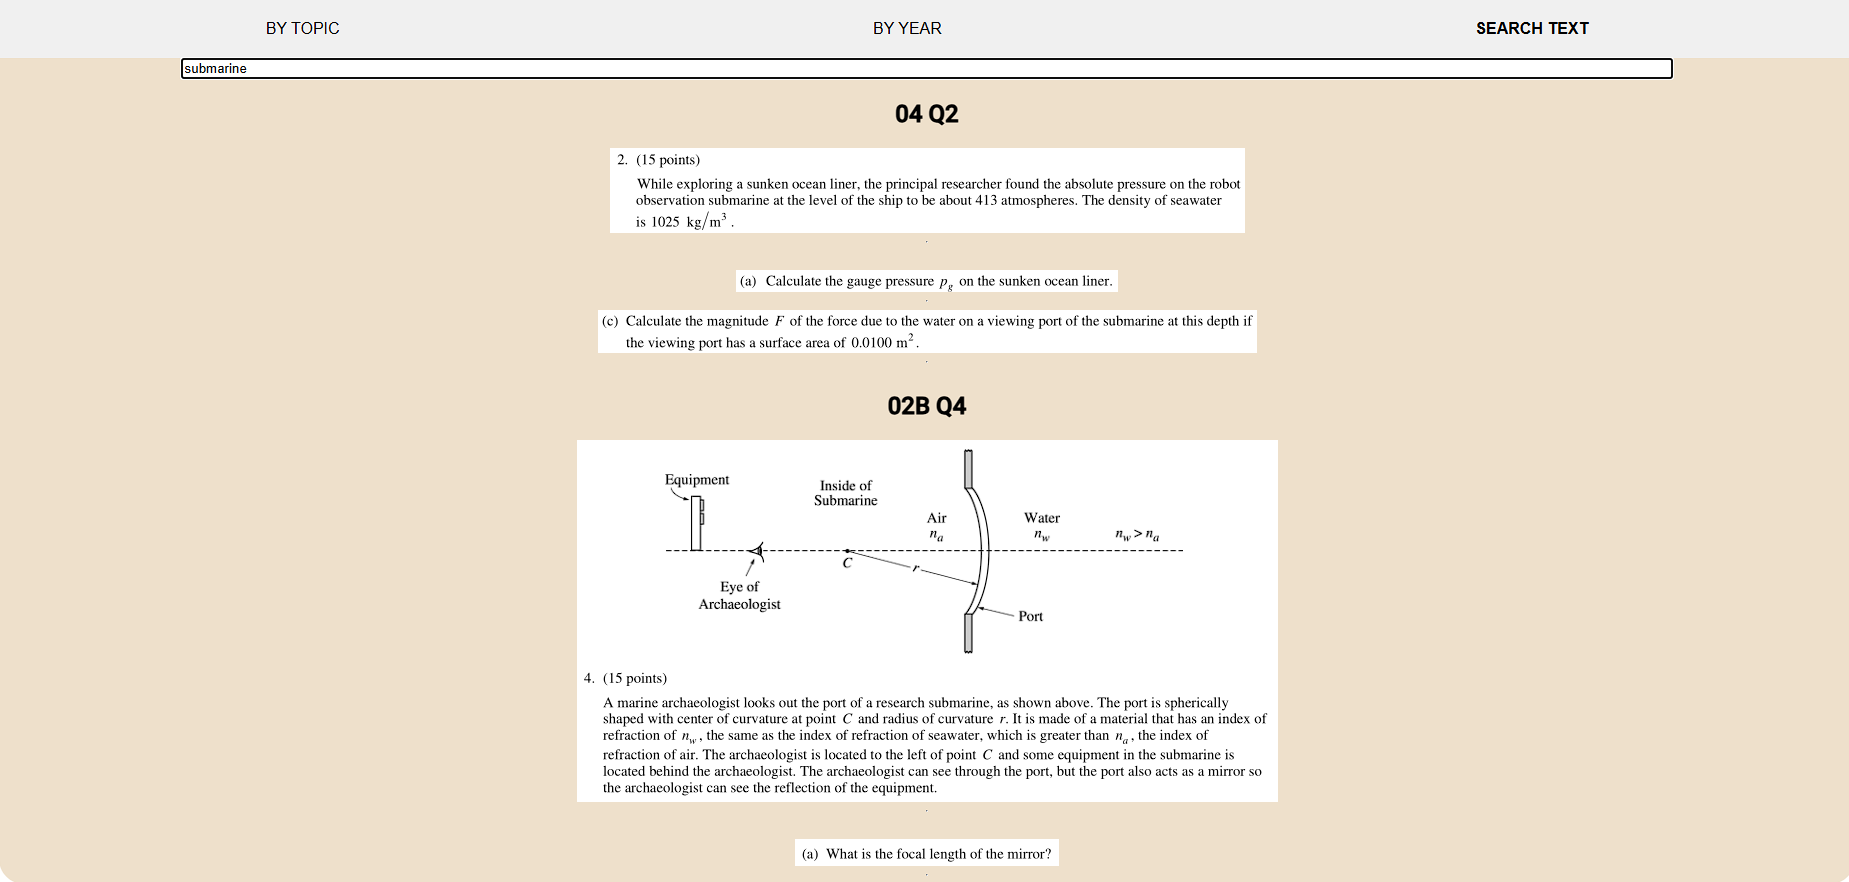 BY TOPIC
BY YEAR
SEARCH TEXT
submarine
04 Q2
2. (15 points)
While exploring a sunken ocean liner, the principal researcher found the absolute pressure on the robot
observation submarine at the level of the ship to be about 413 atmospheres. The density of seawater
is 1025 kg/m³ .
(a) Calculate the gauge pressure p_g on the sunken ocean liner.
(c) Calculate the magnitude F of the force due to the water on a viewing port of the submarine at this depth if
the viewing port has a surface area of 0.0100 m² .
02B Q4
Equipment
Inside of
Submarine
Air
n_a
Water
n_w
n_w > n_a
C
r
Eye of
Archaeologist
Port
4. (15 points)
A marine archaeologist looks out the port of a research submarine, as shown above. The port is spherically
shaped with center of curvature at point C and radius of curvature r. It is made of a material that has an index of
refraction of n_w , the same as the index of refraction of seawater, which is greater than n_a , the index of
refraction of air. The archaeologist is located to the left of point C and some equipment in the submarine is
located behind the archaeologist. The archaeologist can see through the port, but the port also acts as a mirror so
the archaeologist can see the reflection of the equipment.
(a) What is the focal length of the mirror?